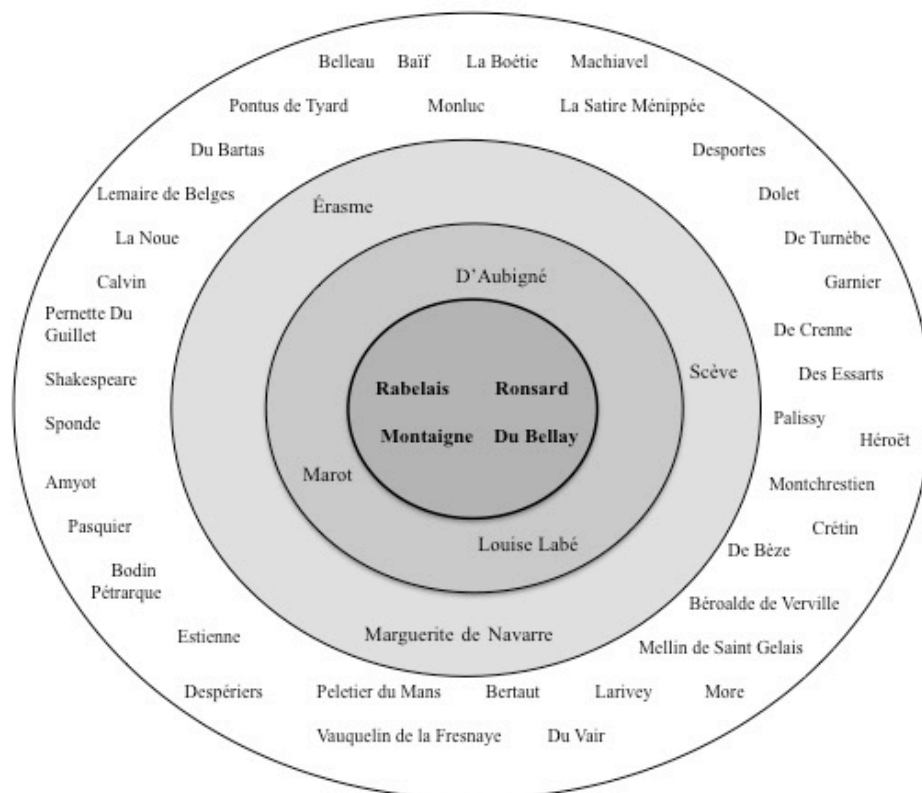 Belleau Baïf La Boétie Machiavel
Pontus de Tyard Monluc La Satire Ménippée
Du Bartas Desportes
Lemaire de Belges Érasme Dolet
La Noue De Turnèbe
Calvin D'Aubigné Garnier
Pernette Du
Guillet De Crenne
Shakespeare Rabelais Ronsard Scève Des Essarts
Sponde Montaigne Du Bellay Palissy
Héroët
Amyot Marot Montchrestien
Pasquier Louise Labé Crétin
De Bèze
Bodin
Pétrarque Béroalde de Verville
Estienne Marguerite de Navarre Mellin de Saint Gelais
Despériers Peletier du Mans Bertaut Larivey More
Vauquelin de la Fresnaye Du Vair